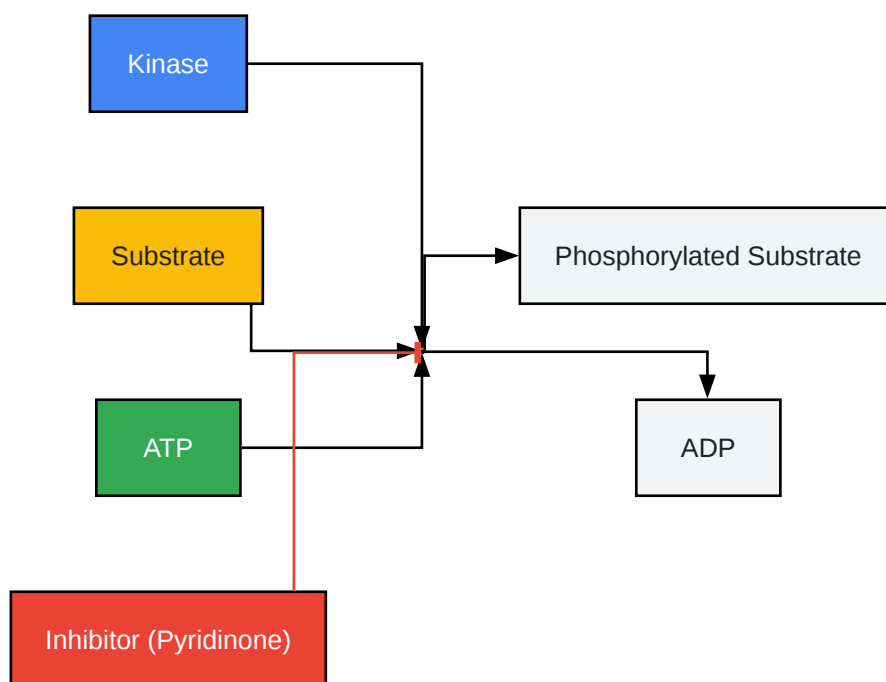 Kinase
Substrate
Phosphorylated Substrate
ATP
ADP
Inhibitor (Pyridinone)